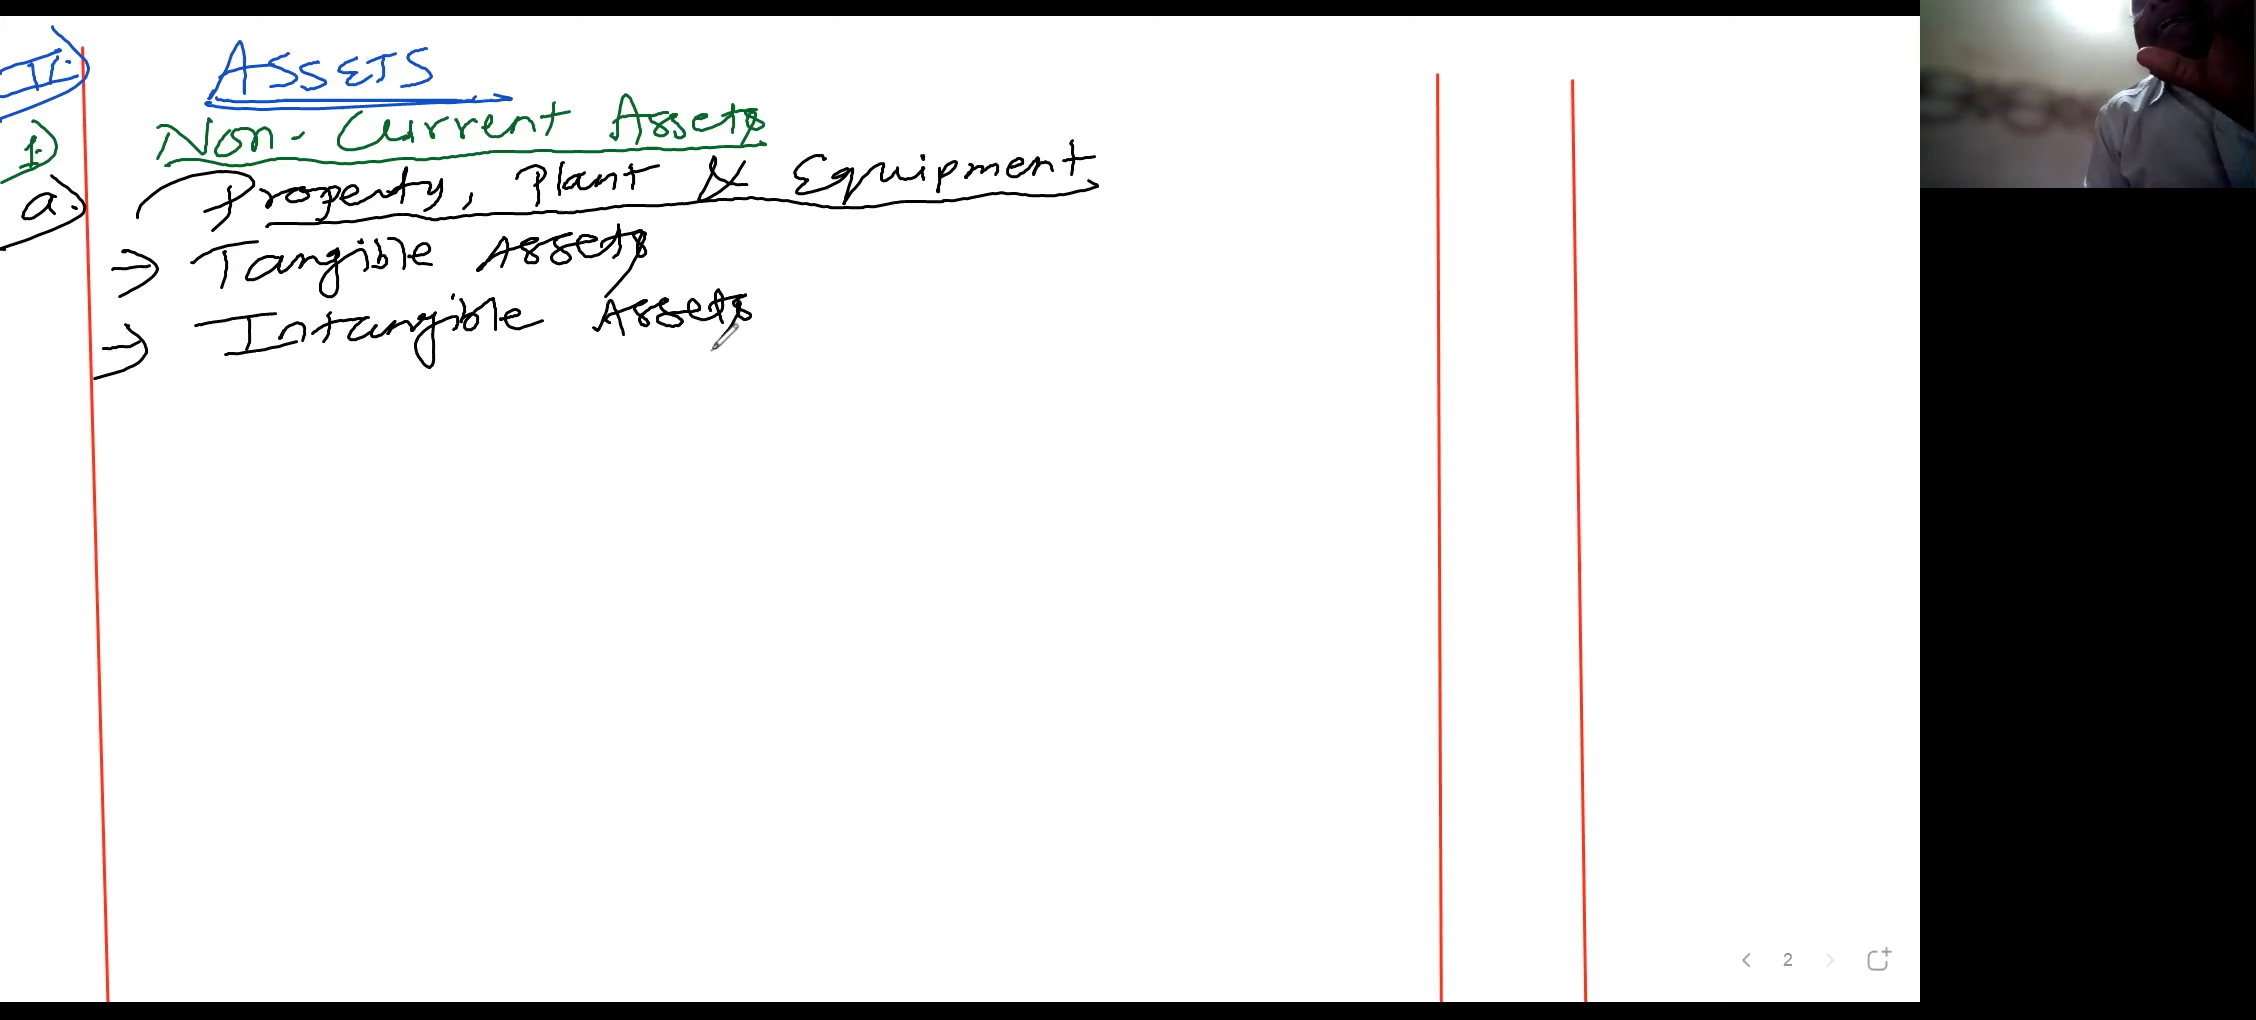 II.) ASSETS
1) Non-Current Assets
a.) Property, Plant & Equipment
→ Tangible Assets
→ Intangible Assets
2